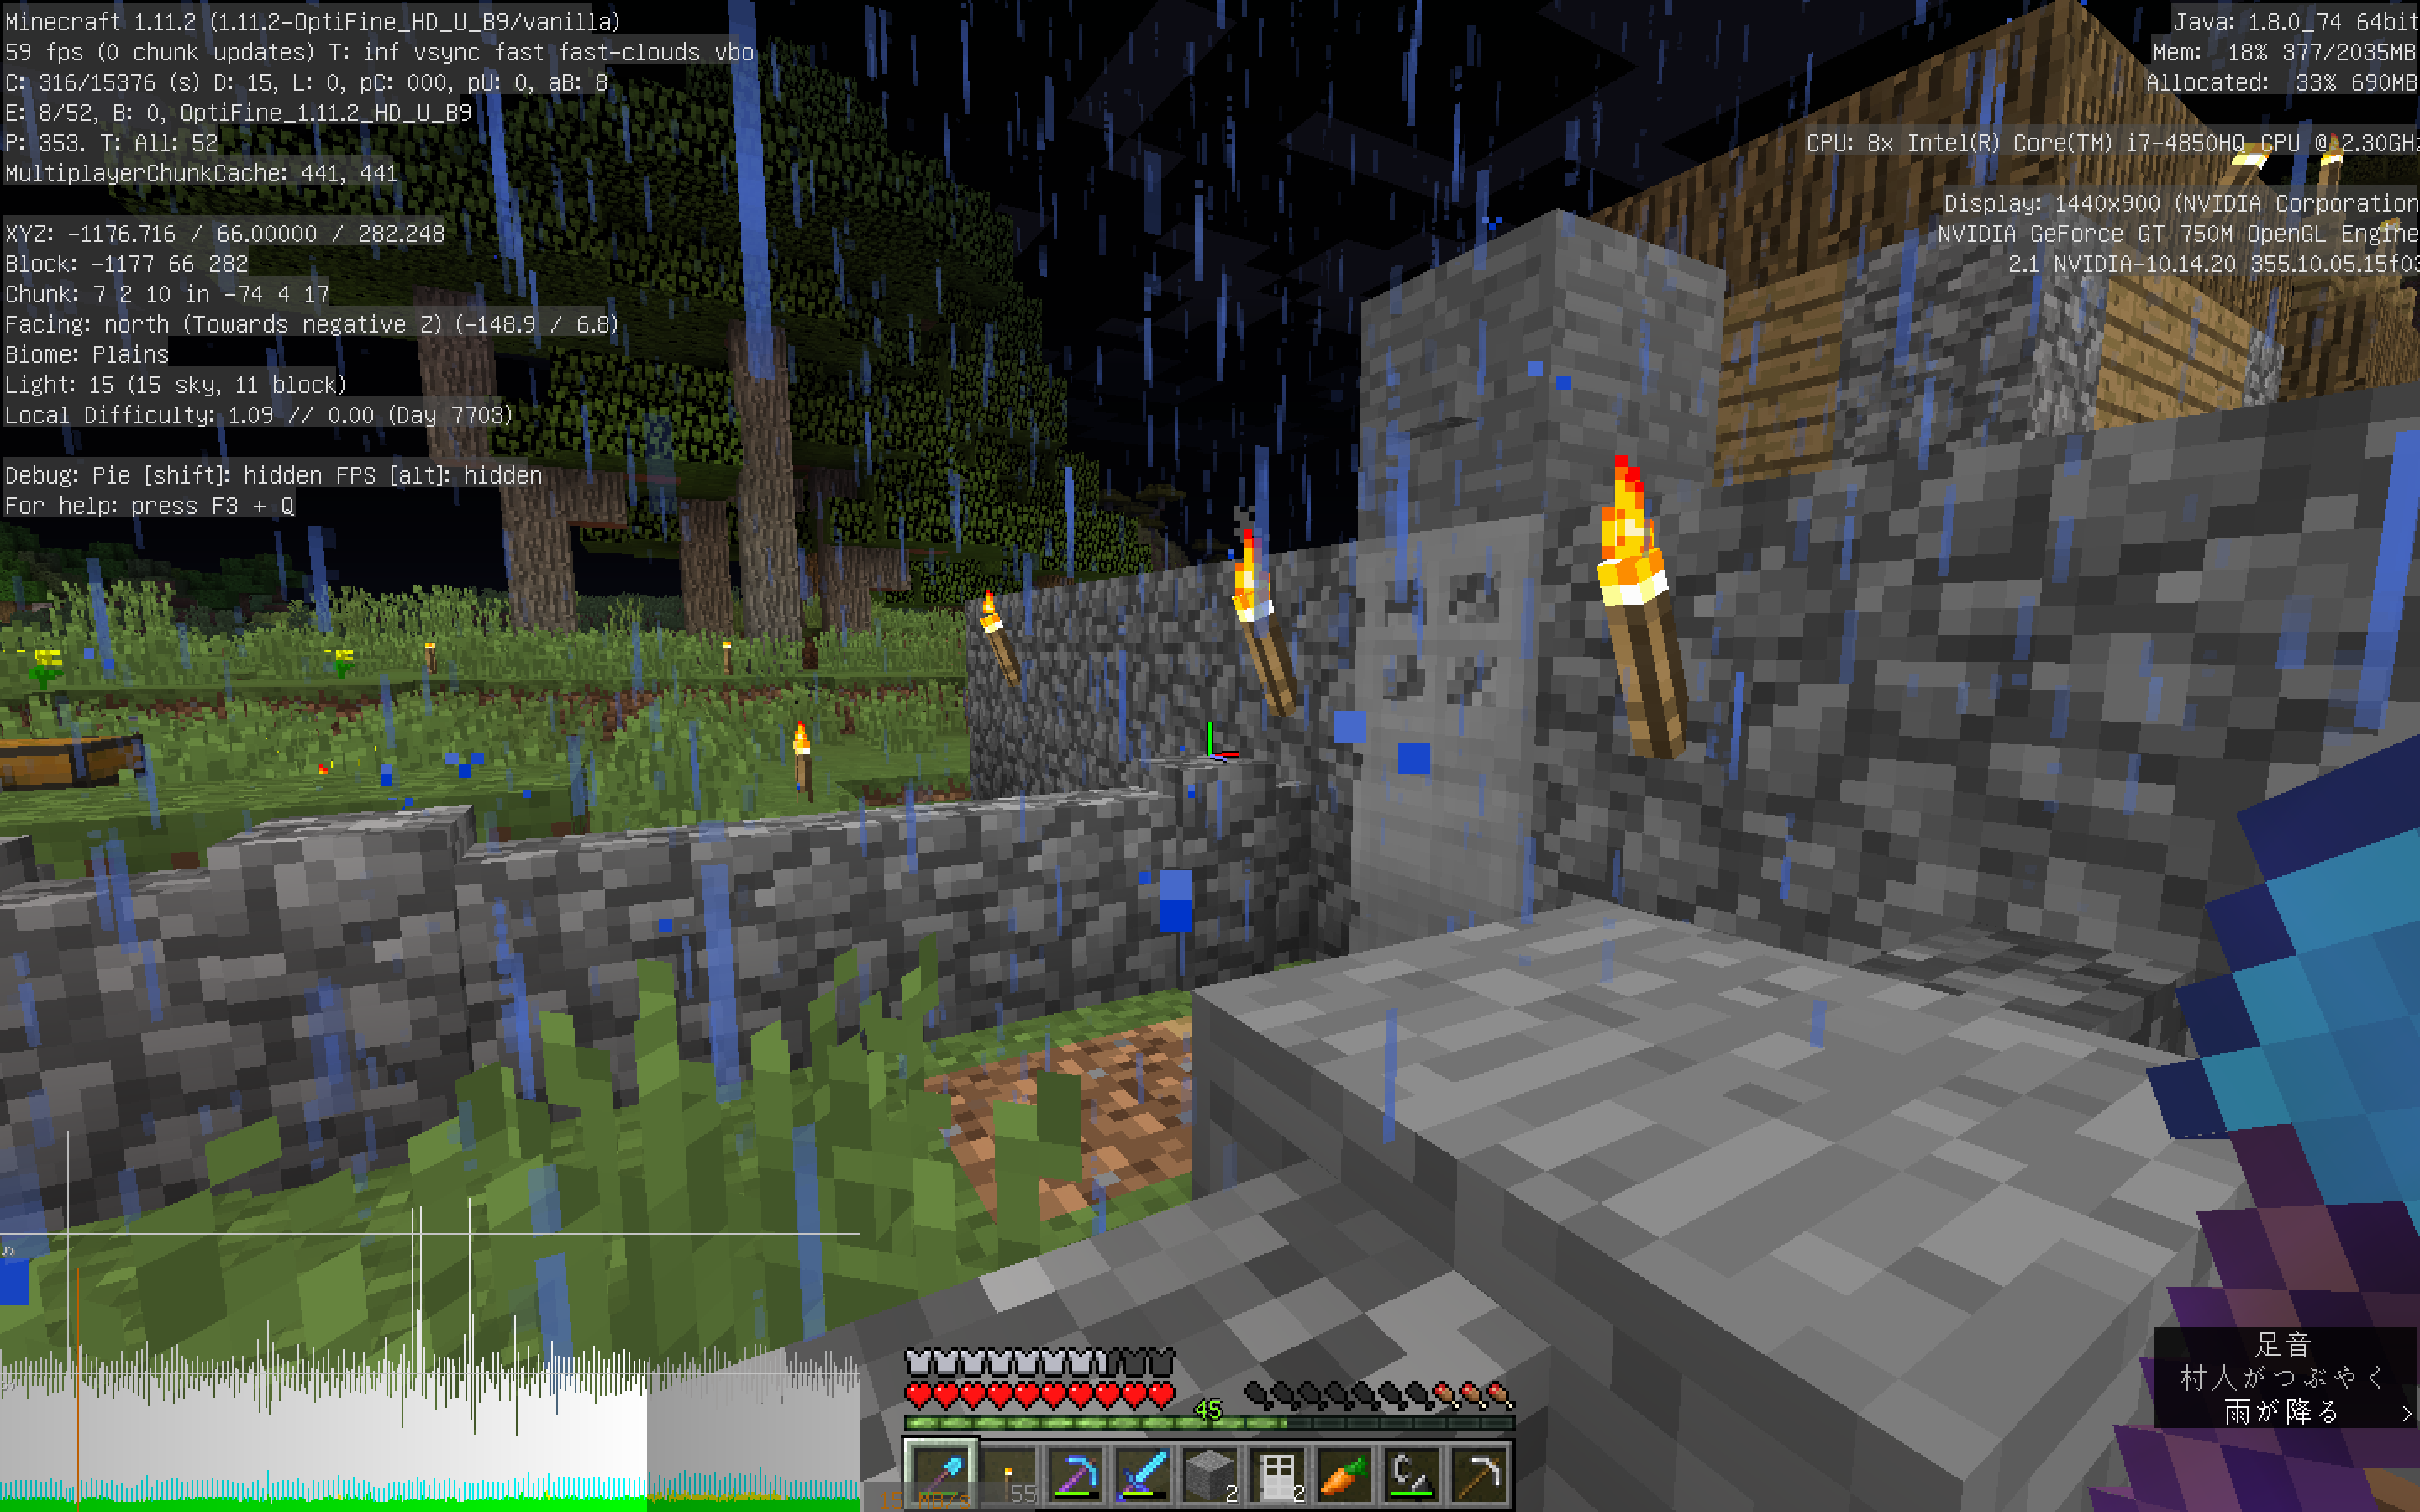 Minecraft 1.11.2 (1.11.2-OptiFine_HD_U_B9/vanilla)
59 fps (0 chunk updates) T: inf vsync fast fast-clouds vbo
C: 316/15376 (s) D: 15, L: 0, pC: 000, pU: 0, aB: 8
E: 8/52, B: 0, OptiFine_1.11.2_HD_U_B9
P: 353. T: All: 52
MultiplayerChunkCache: 441, 441
XYZ: -1176.716 / 66.00000 / 282.248
Block: -1177 66 282
Chunk: 7 2 10 in -74 4 17
Facing: north (Towards negative Z) (-148.9 / 6.8)
Biome: Plains
Light: 15 (15 sky, 11 block)
Local Difficulty: 1.09 // 0.00 (Day 7703)
Debug: Pie [shift]: hidden FPS [alt]: hidden
For help: press F3 + Q
Java: 1.8.0_74 64bit
Mem: 18% 377/2035MB
Allocated: 33% 690MB
CPU: 8x Intel(R) Core(TM) i7-4850HQ CPU @ 2.30GHz
Display: 1440x900 (NVIDIA Corporation
NVIDIA GeForce GT 750M OpenGL Engine
2.1 NVIDIA-10.14.20 355.10.05.15f03
足音
村人がつぶやく
雨が降る >
45
55
2
2
15 MB/s